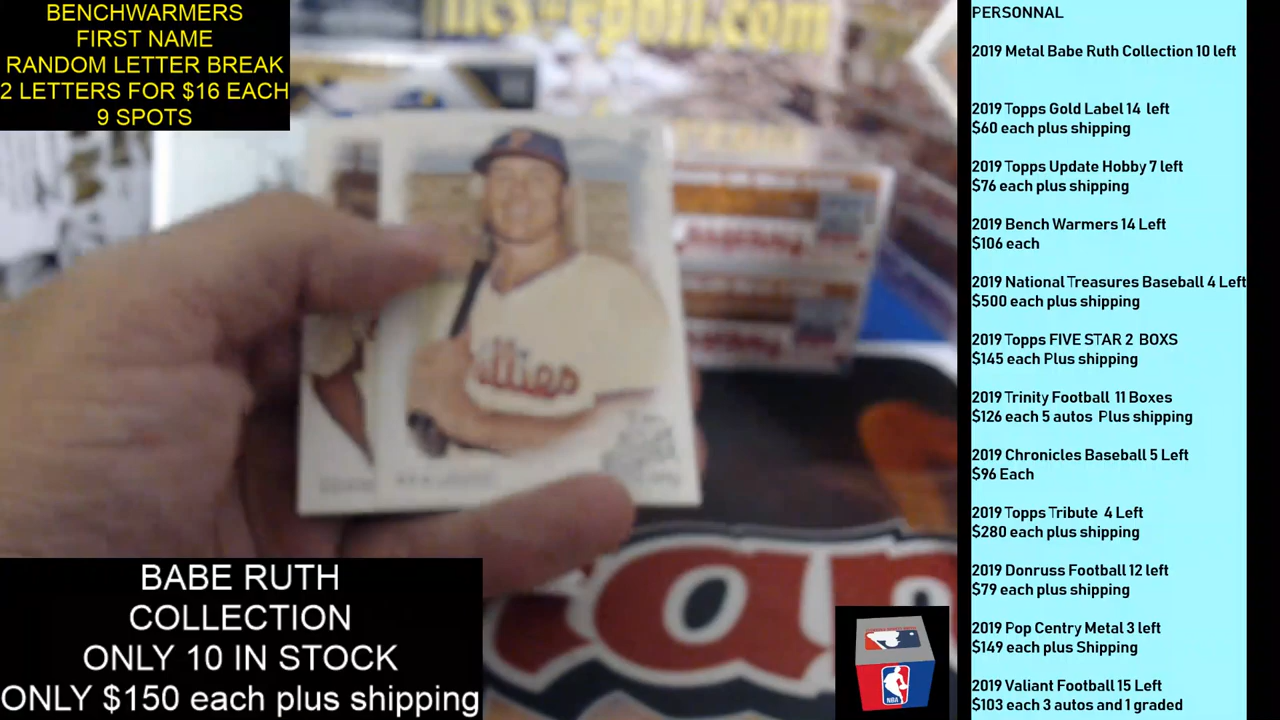 BENCHWARMERS
FIRST NAME
RANDOM LETTER BREAK
2 LETTERS FOR $16 EACH
9 SPOTS
BABE RUTH
COLLECTION
ONLY 10 IN STOCK
ONLY $150 each plus shipping
PERSONNAL
2019 Metal Babe Ruth Collection 10 left
2019 Topps Gold Label 14 left
$60 each plus shipping
2019 Topps Update Hobby 7 left
$76 each plus shipping
2019 Bench Warmers 14 Left
$106 each
2019 National Treasures Baseball 4 Left
$500 each plus shipping
2019 Topps FIVE STAR 2 BOXS
$145 each Plus shipping
2019 Trinity Football 11 Boxes
$126 each 5 autos Plus shipping
2019 Chronicles Baseball 5 Left
$96 Each
2019 Topps Tribute 4 Left
$280 each plus shipping
2019 Donruss Football 12 left
$79 each plus shipping
2019 Pop Centry Metal 3 left
$149 each plus Shipping
2019 Valiant Football 15 Left
$103 each 3 autos and 1 graded
NBA